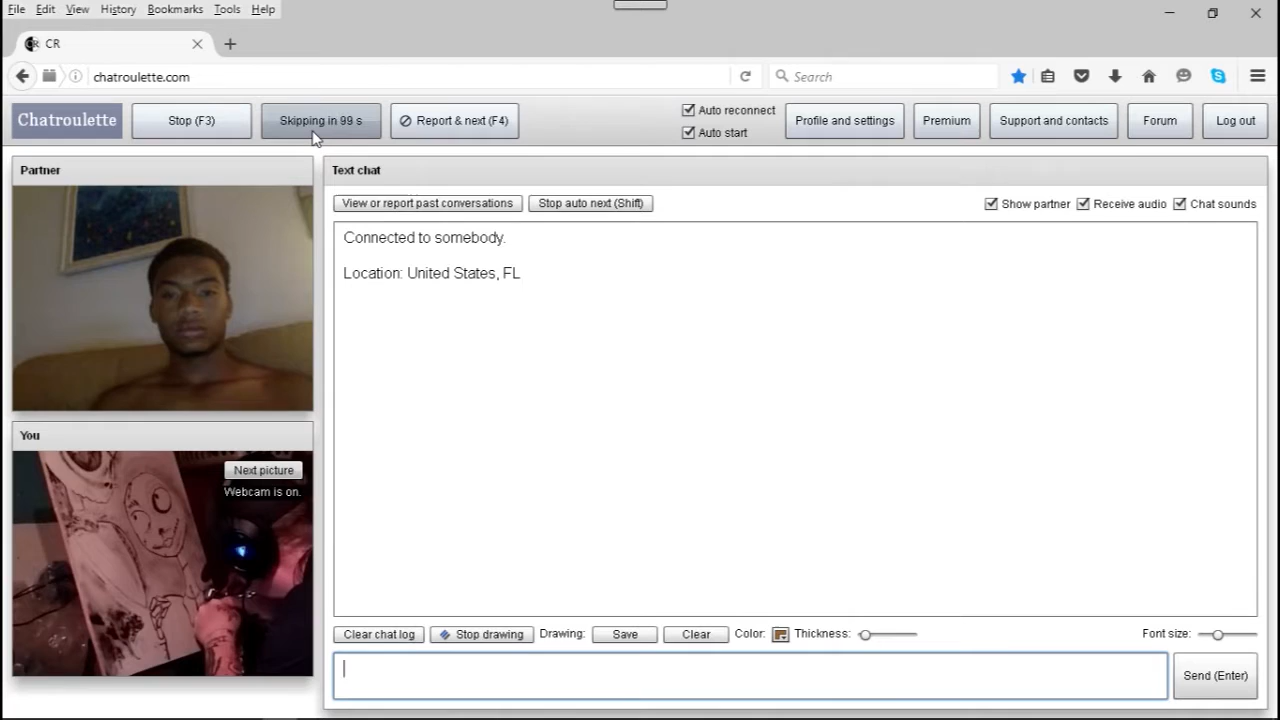 File Edit View History Bookmarks Tools Help
CR CR
chatroulette.com
Search
Chatroulette
Stop (F3)
Skipping in 99 s
Report & next (F4)
Auto reconnect
Auto start
Profile and settings
Premium
Support and contacts
Forum
Log out
Partner
Text chat
View or report past conversations
Stop auto next (Shift)
Show partner
Receive audio
Chat sounds
Connected to somebody.
Location: United States, FL
You
Next picture
Webcam is on.
Clear chat log
Stop drawing
Drawing:
Save
Clear
Color:
Thickness:
Font size:
Send (Enter)